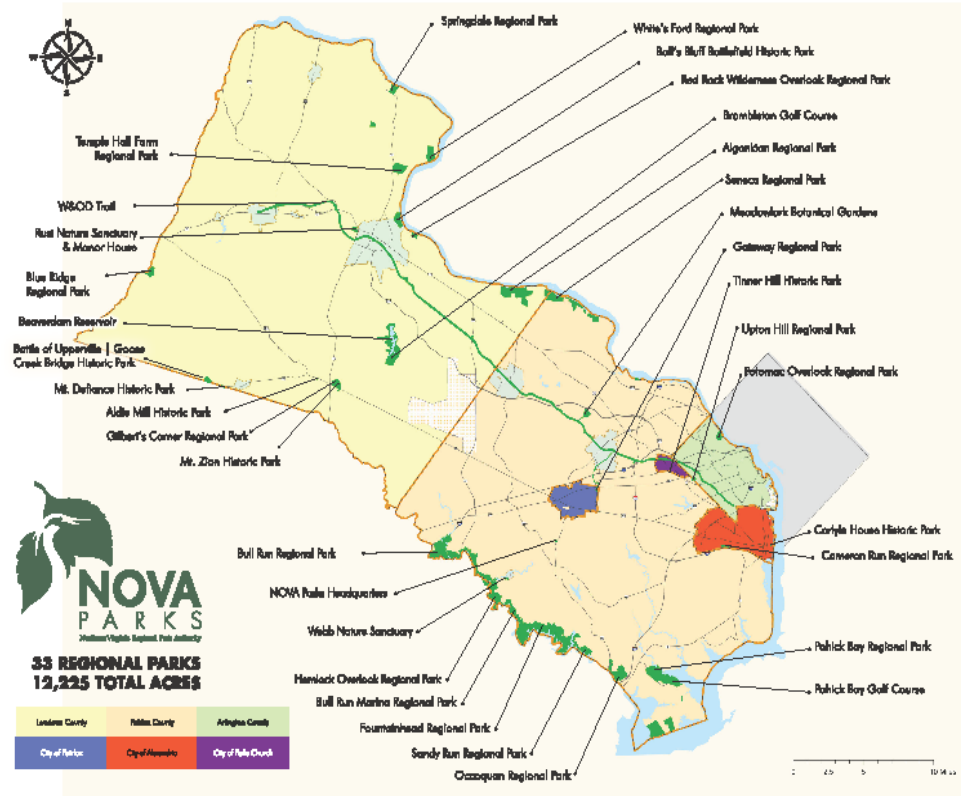 Springdale Regional Park
White's Ford Regional Park
Ball's Bluff Battlefield Historic Park
Red Rock Wilderness Overlook Regional Park
Brambleton Golf Course
Algonkian Regional Park
Seneca Regional Park
Meadowlark Botanical Gardens
Gateway Regional Park
Tinner Hill Historic Park
Upton Hill Regional Park
Potomac Overlook Regional Park
N
W
E
S
Temple Hall Farm
Regional Park
W&OD Trail
Rust Nature Sanctuary
& Manor House
Blue Ridge
Regional Park
Beaverdam Reservoir
Battle of Upperville | Goose
Creek Bridge Historic Park
Mt. Defiance Historic Park
Aldie Mill Historic Park
Gilbert's Corner Regional Park
Mt. Zion Historic Park
Carlyle House Historic Park
Cameron Run Regional Park
Bull Run Regional Park
NOVA Parks Headquarters
Webb Nature Sanctuary
Hemlock Overlook Regional Park
Bull Run Marina Regional Park
Fountainhead Regional Park
Sandy Run Regional Park
Occoquan Regional Park
Pohick Bay Regional Park
Pohick Bay Golf Course
NOVA
PARKS
Northern Virginia Regional Park Authority
33 REGIONAL PARKS
12,225 TOTAL ACRES
Loudoun County
Fairfax County
Arlington County
City of Fairfax
City of Alexandria
City of Falls Church
0 2.5 5 10 Miles